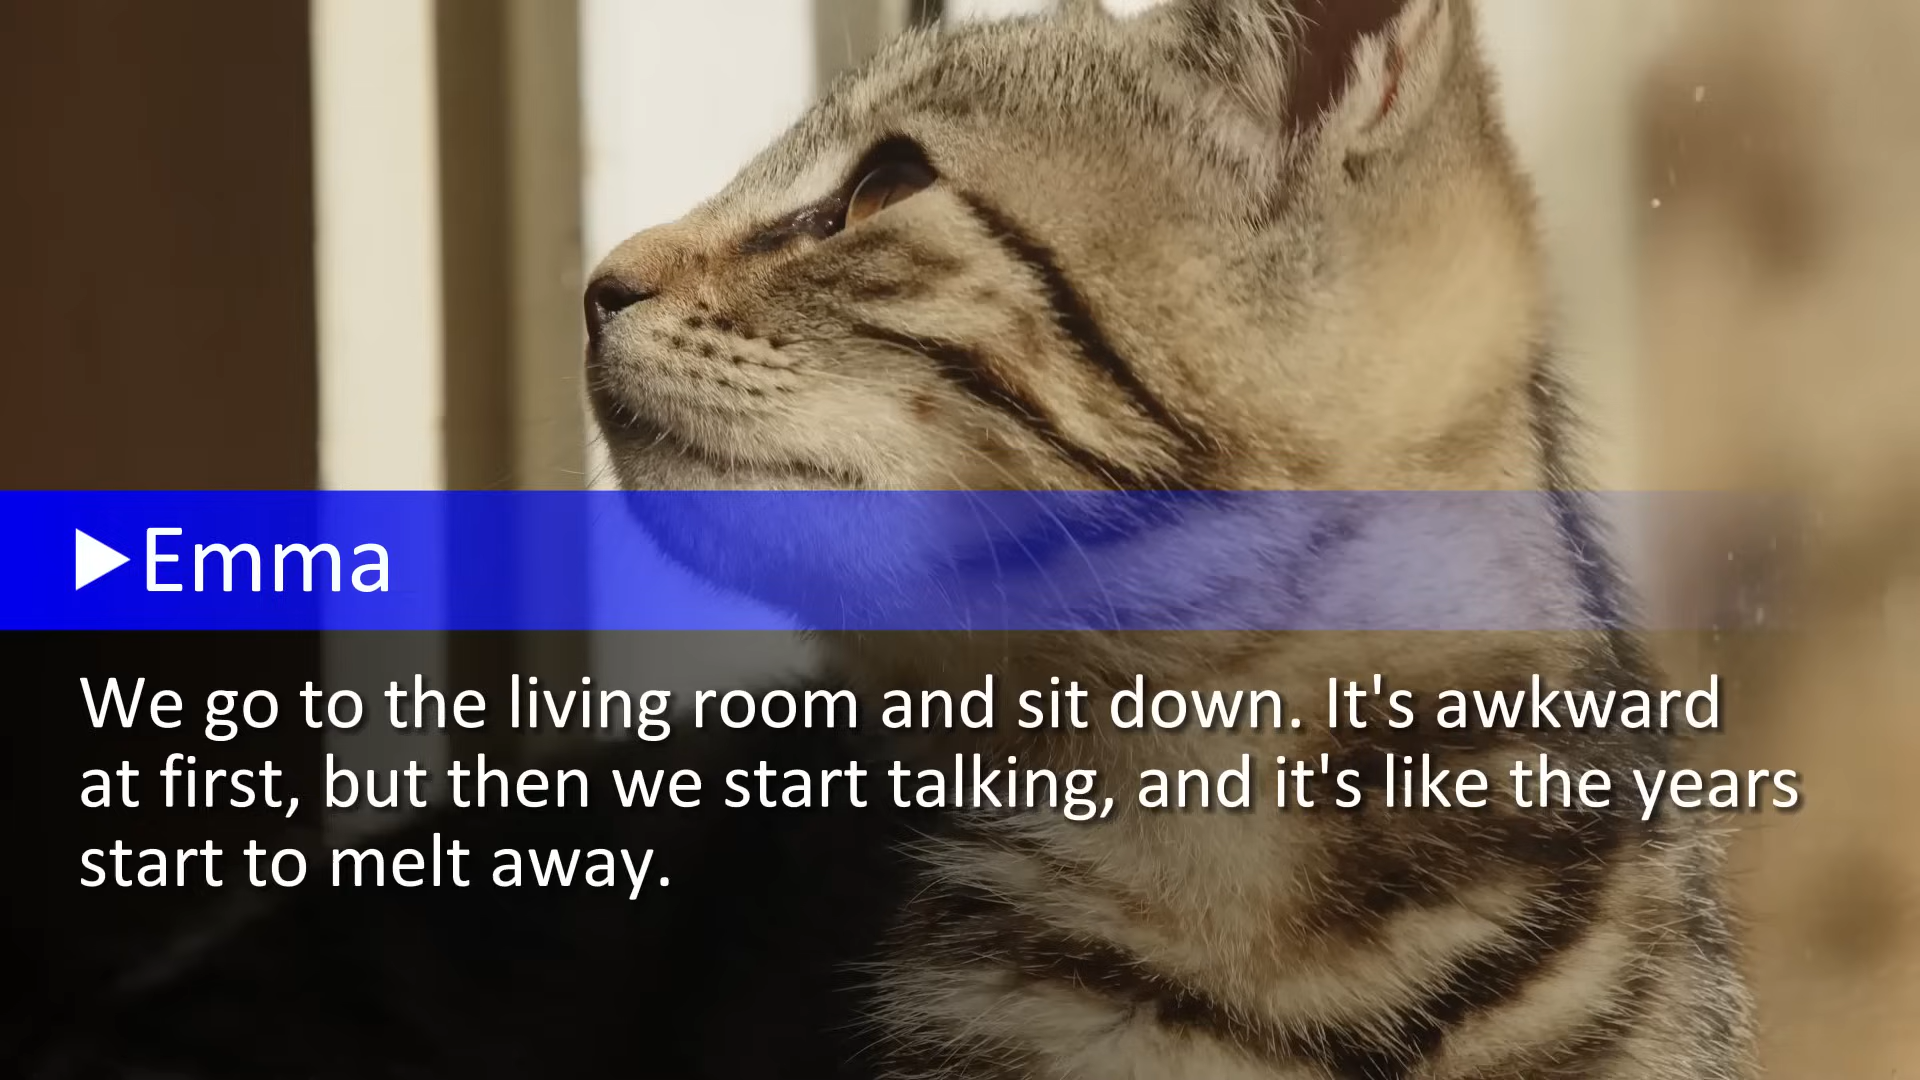 ▶Emma
We go to the living room and sit down. It's awkward
at first, but then we start talking, and it's like the years
start to melt away.